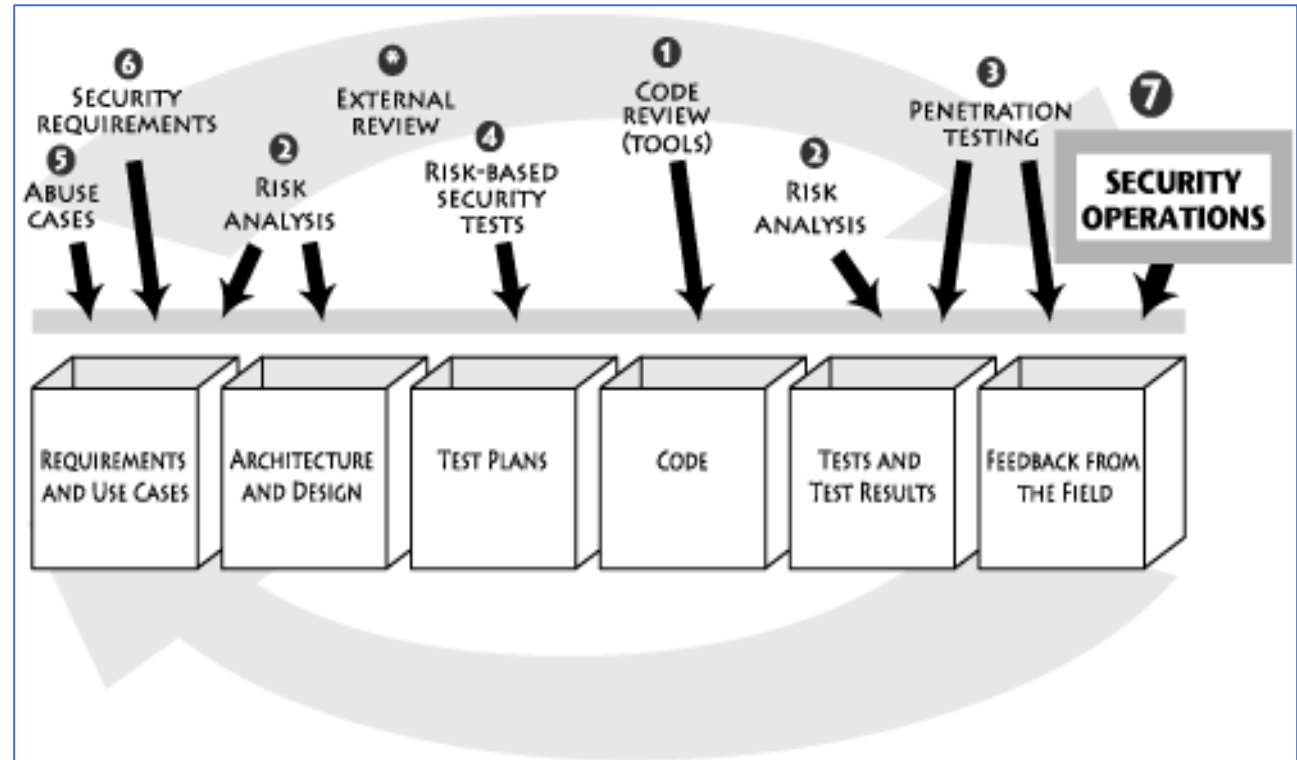 6
SECURITY
REQUIREMENTS
5
ABUSE
CASES
2
RISK
ANALYSIS
*
EXTERNAL
REVIEW
4
RISK-BASED
SECURITY
TESTS
1
CODE
REVIEW
(TOOLS)
2
RISK
ANALYSIS
3
PENETRATION
TESTING
7
SECURITY
OPERATIONS
REQUIREMENTS
AND USE CASES
ARCHITECTURE
AND DESIGN
TEST PLANS
CODE
TESTS AND
TEST RESULTS
FEEDBACK FROM
THE FIELD